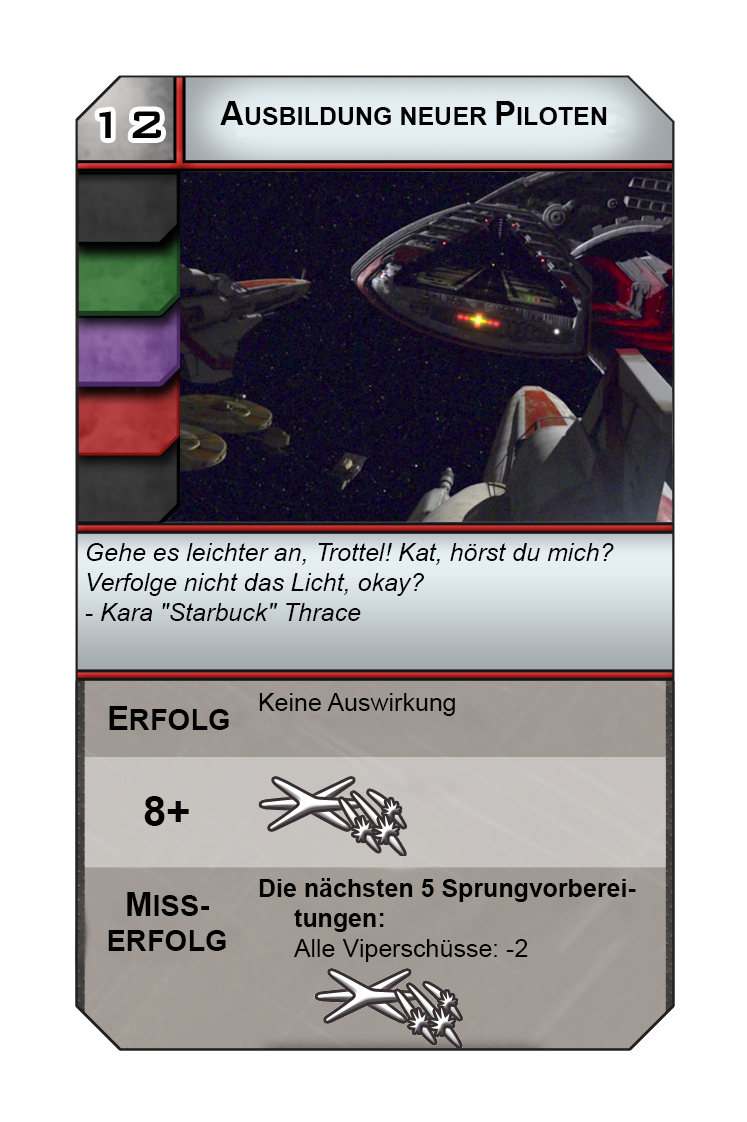 12
AUSBILDUNG NEUER PILOTEN
Gehe es leichter an, Trottel! Kat, hörst du mich?
Verfolge nicht das Licht, okay?
- Kara "Starbuck" Thrace
ERFOLG
Keine Auswirkung
8+
MISS-
ERFOLG
Die nächsten 5 Sprungvorberei-
tungen:
Alle Viperschüsse: -2